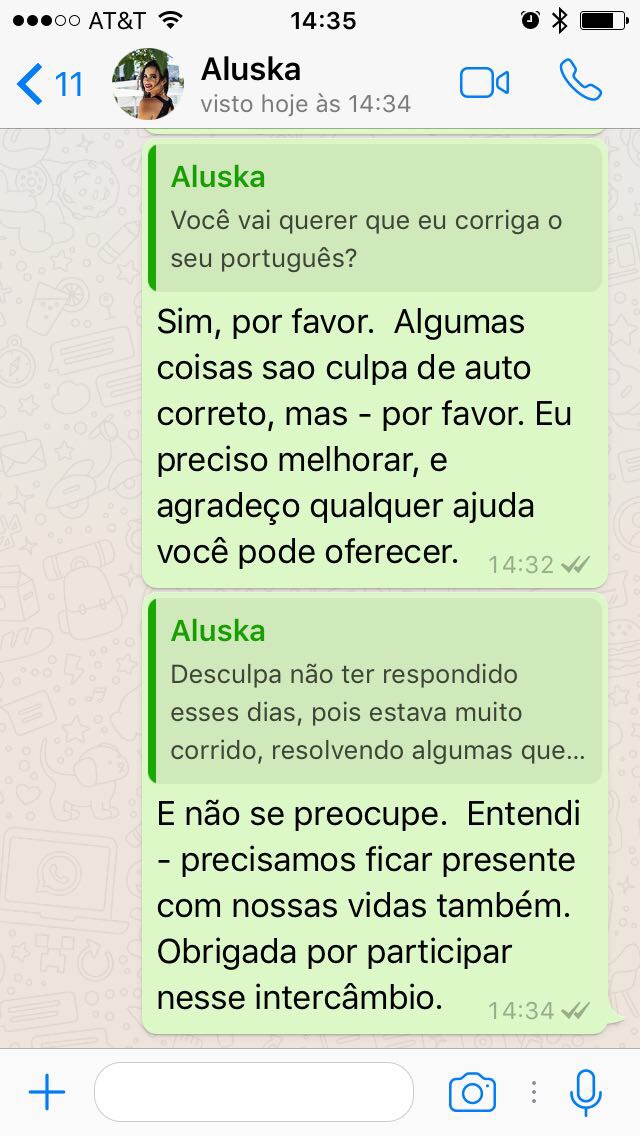 AT&T 14:35
11 Aluska
visto hoje às 14:34
Aluska
Você vai querer que eu corriga o
seu português?
Sim, por favor.  Algumas
coisas sao culpa de auto
correto, mas - por favor. Eu
preciso melhorar, e
agradeço qualquer ajuda
você pode oferecer. 14:32
Aluska
Desculpa não ter respondido
esses dias, pois estava muito
corrido, resolvendo algumas que...
E não se preocupe.  Entendi
- precisamos ficar presente
com nossas vidas também.
Obrigada por participar
nesse intercâmbio. 14:34